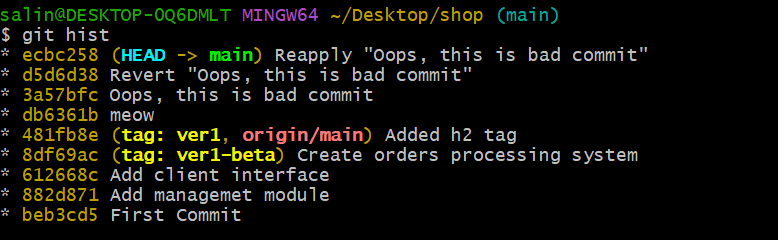 salin@DESKTOP-OQ6DMLT MINGW64 ~/Desktop/shop (main)
$ git hist
* ecbc258 (HEAD -> main) Reapply "Oops, this is bad commit"
* d5d6d38 Revert "Oops, this is bad commit"
* 3a57bfc Oops, this is bad commit
* db6361b meow
* 481fb8e (tag: ver1, origin/main) Added h2 tag
* 8df69ac (tag: ver1-beta) Create orders processing system
* 612668c Add client interface
* 882d871 Add managemet module
* beb3cd5 First Commit